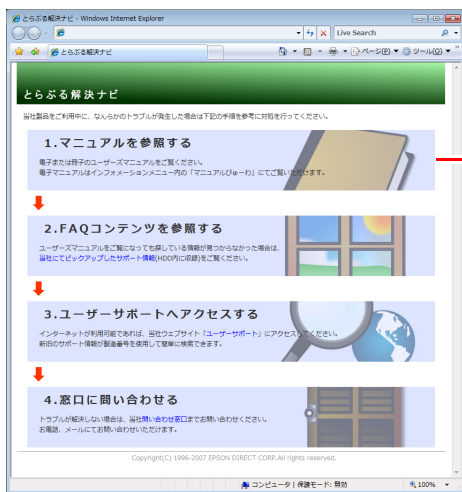 とらぶる解決ナビ - Windows Internet Explorer
Live Search
とらぶる解決ナビ
ページ(P) ツール(O)
とらぶる解決ナビ
当社製品をご利用中に、なんらかのトラブルが発生した場合は下記の手順を参考に対処を行ってください。
1.マニュアルを参照する
電子または冊子のユーザーズマニュアルをご覧ください。
電子マニュアルはインフォメーションメニュー内の「マニュアルびゅーわ」にてご覧いただけます。
2.FAQコンテンツを参照する
ユーザーズマニュアルをご覧になっても探している情報が見つからなかった場合は、
当社にてピックアップしたサポート情報(HDD内に収録)をご覧ください。
3.ユーザーサポートへアクセスする
インターネットが利用可能であれば、当社ウェブサイト「ユーザーサポート」にアクセスしてください。
新旧のサポート情報が製造番号を使用して簡単に検索できます。
4.窓口に問い合わせる
トラブルが解決しない場合は、当社問い合わせ窓口までお問い合わせください。
お電話、メールにてお問い合わせいただけます。
Copyright(C) 1996-2007 EPSON DIRECT CORP.All rights reserved.
コンピュータ | 保護モード: 無効
100%